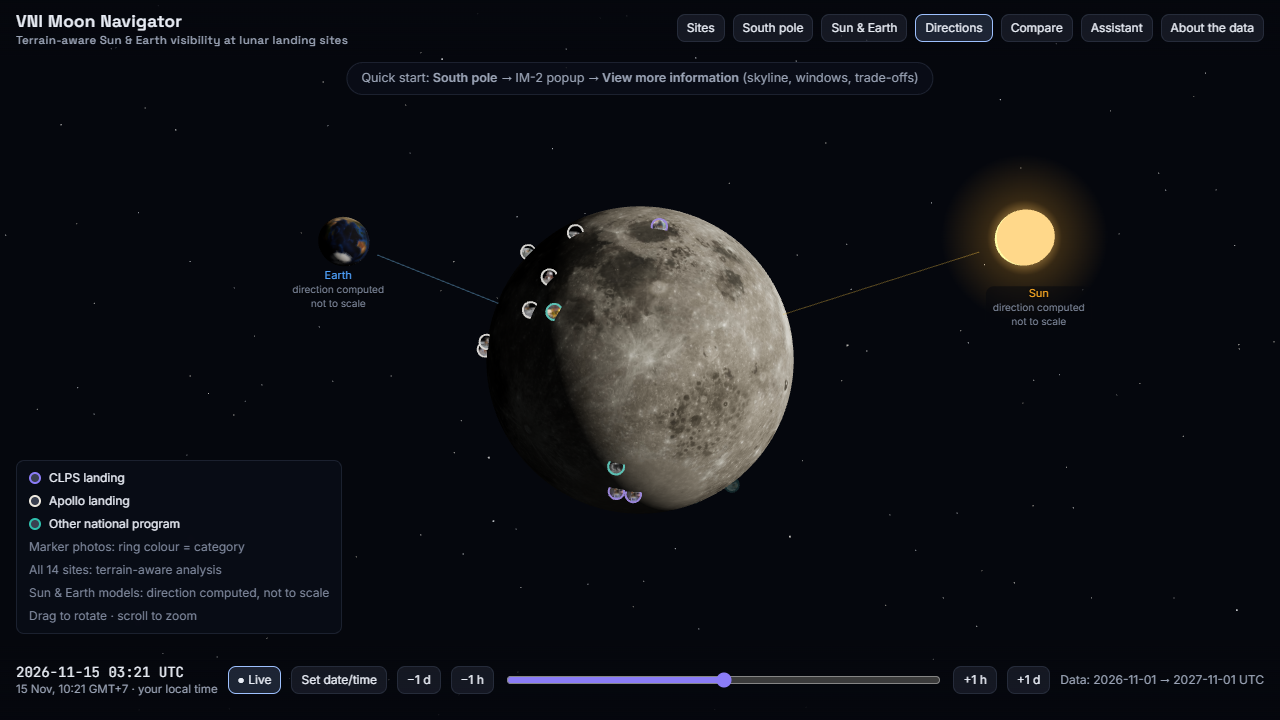 VNI Moon Navigator
Terrain-aware Sun & Earth visibility at lunar landing sites
Sites
South pole
Sun & Earth
Directions
Compare
Assistant
About the data
Quick start: South pole → IM-2 popup → View more information (skyline, windows, trade-offs)
Earth
direction computed
not to scale
Sun
direction computed
not to scale
CLPS landing
Apollo landing
Other national program
Marker photos: ring colour = category
All 14 sites: terrain-aware analysis
Sun & Earth models: direction computed, not to scale
Drag to rotate · scroll to zoom
2026-11-15 03:21 UTC
15 Nov, 10:21 GMT+7 · your local time
● Live
Set date/time
−1 d
−1 h
+1 h
+1 d
Data: 2026-11-01 → 2027-11-01 UTC